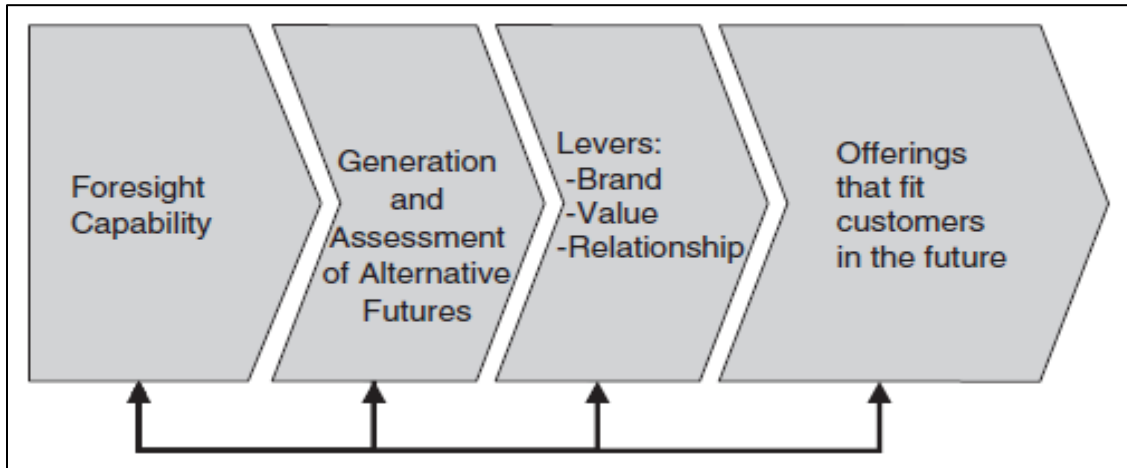 Foresight
Capability
Generation
and
Assessment
of Alternative
Futures
Levers:
-Brand
-Value
-Relationship
Offerings
that fit
customers
in the future